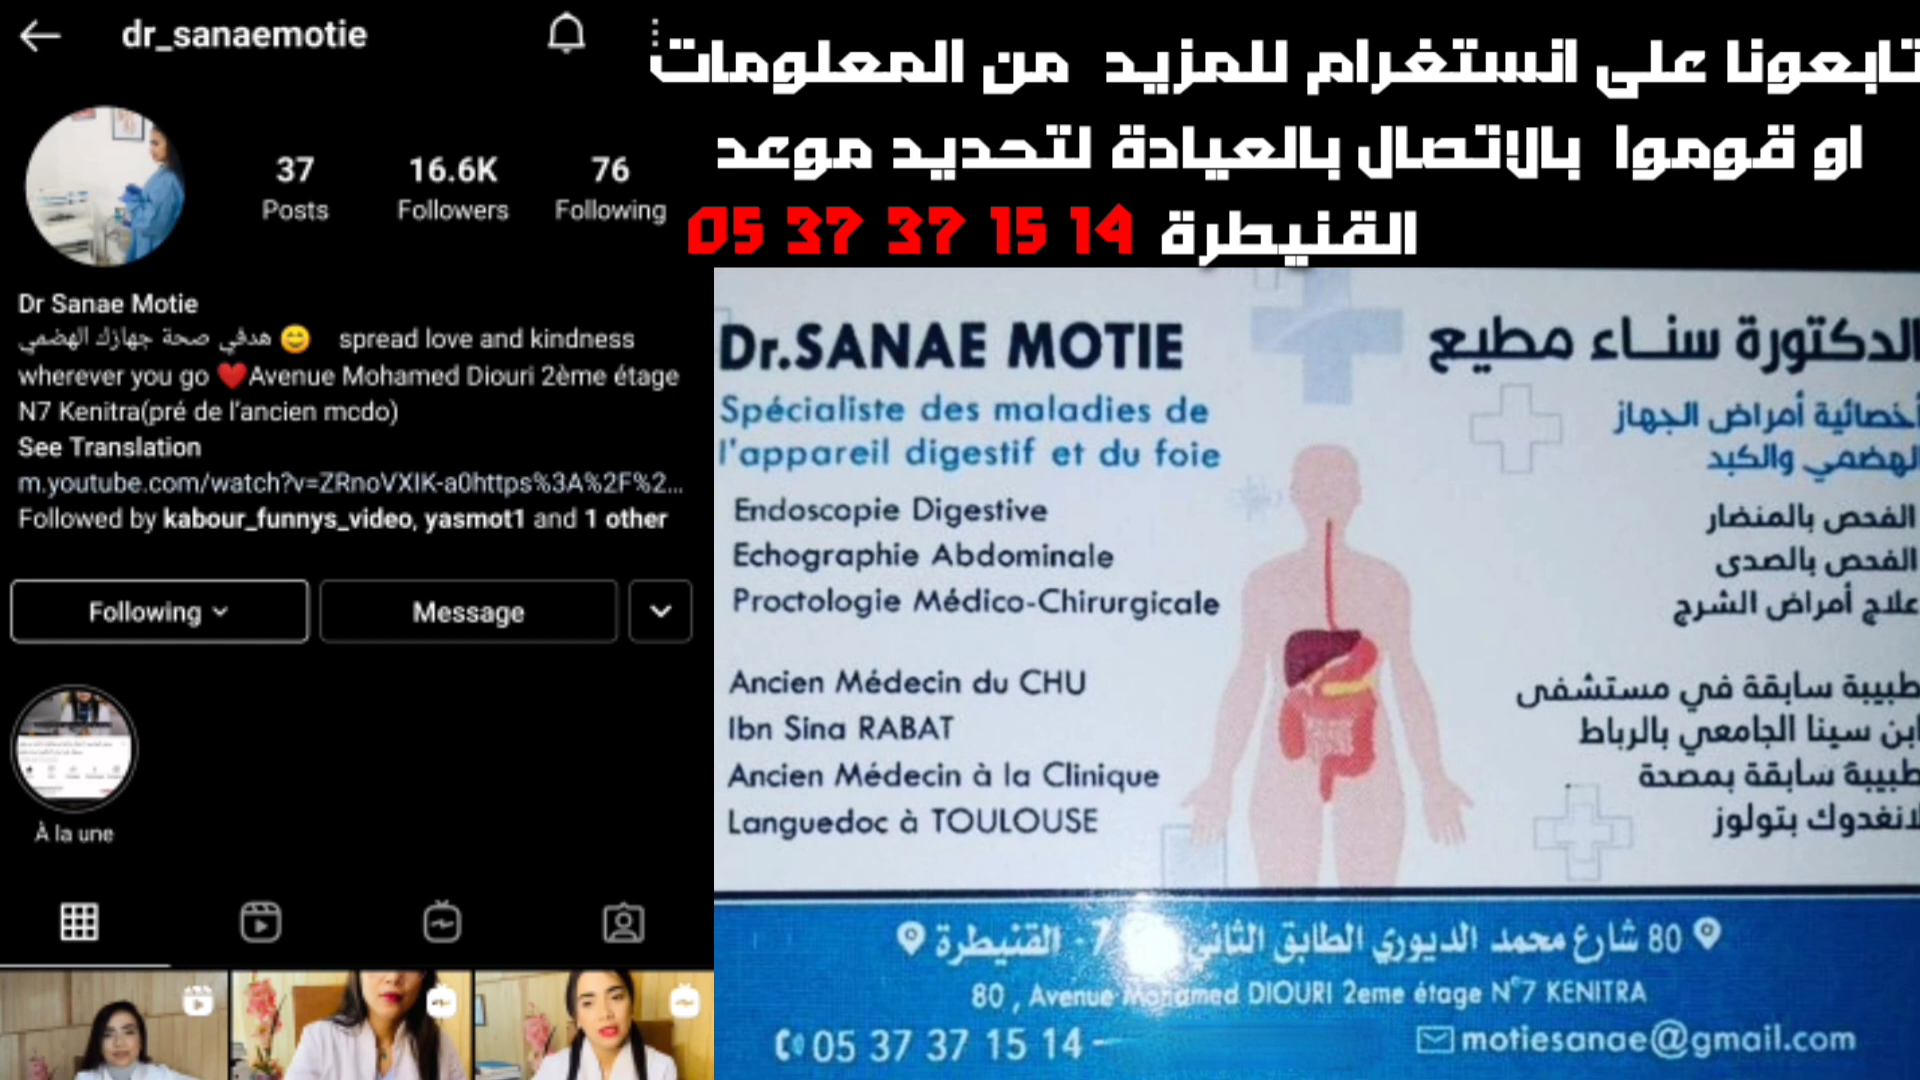 dr_sanaemotie
37
Posts
16.6K
Followers
76
Following
Dr Sanae Motie
هدفي صحة جهازك الهضمي 😊 spread love and kindness
wherever you go ❤️Avenue Mohamed Diouri 2ème étage
N7 Kenitra(pré de l'ancien mcdo)
See Translation
m.youtube.com/watch?v=ZRnoVXIK-a0https%3A%2F%2...
Followed by kabour_funnys_video, yasmot1 and 1 other
Following
Message
À la une
تابعونا على انستغرام للمزيد من المعلومات
او قوموا بالاتصال بالعيادة لتحديد موعد
القنيطرة 05 37 37 15 14
Dr.SANAE MOTIE
Spécialiste des maladies de
l'appareil digestif et du foie
Endoscopie Digestive
Echographie Abdominale
Proctologie Médico-Chirurgicale
Ancien Médecin du CHU
Ibn Sina RABAT
Ancien Médecin à la Clinique
Languedoc à TOULOUSE
الدكتورة سناء مطيع
أخصائية أمراض الجهاز
الهضمي والكبد
الفحص بالمنضار
الفحص بالصدى
علاج أمراض الشرج
طبيبة سابقة في مستشفى
ابن سينا الجامعي بالرباط
طبيبة سابقة بمصحة
لانغدوك بتولوز
80 شارع محمد الديوري الطابق الثاني 7 - القنيطرة
80 , Avenue Mohamed DIOURI 2eme étage N°7 KENITRA
05 37 37 15 14 -
motiesanae@gmail.com